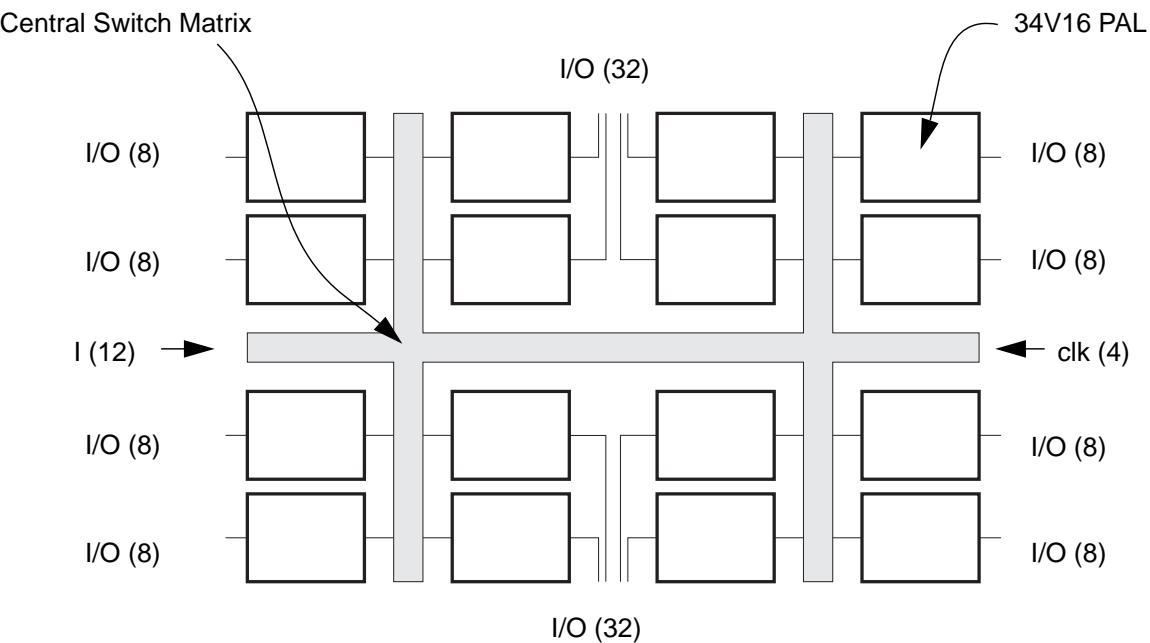 Central Switch Matrix
34V16 PAL
I/O (32)
I/O (8)
I/O (8)
I/O (8)
I/O (8)
I (12)
clk (4)
I/O (8)
I/O (8)
I/O (8)
I/O (8)
I/O (32)